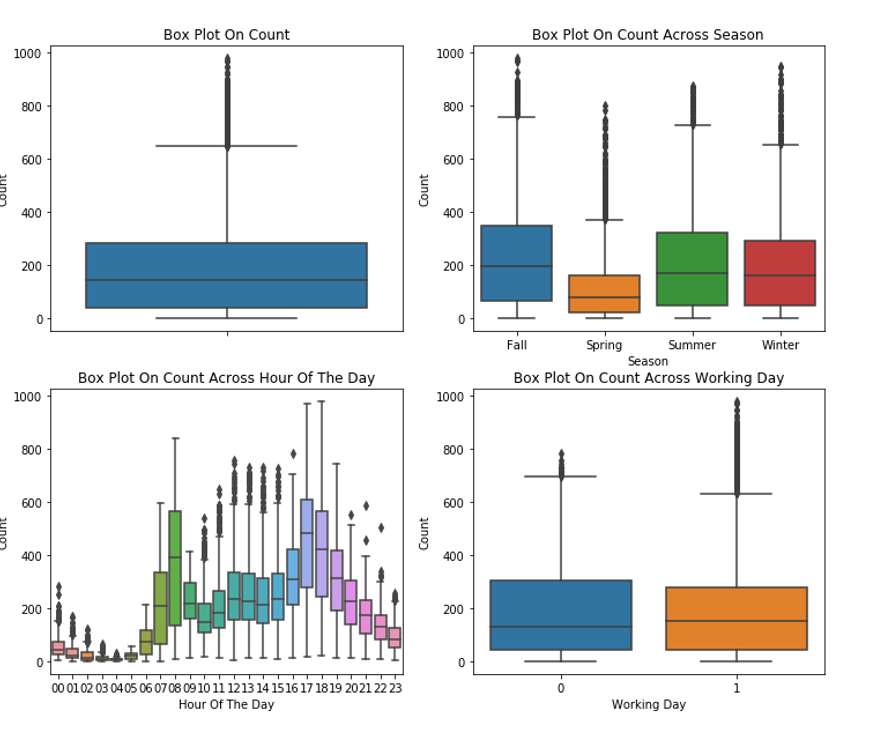 Box Plot On Count
1000
800
600
400
200
0
Count
Box Plot On Count Across Season
1000
800
600
400
200
0
Count
Fall Spring Summer Winter
Season
Box Plot On Count Across Hour Of The Day
1000
800
600
400
200
0
Count
00 01 02 03 04 05 06 07 08 09 10 11 12 13 14 15 16 17 18 19 20 21 22 23
Hour Of The Day
Box Plot On Count Across Working Day
1000
800
600
400
200
0
Count
0 1
Working Day